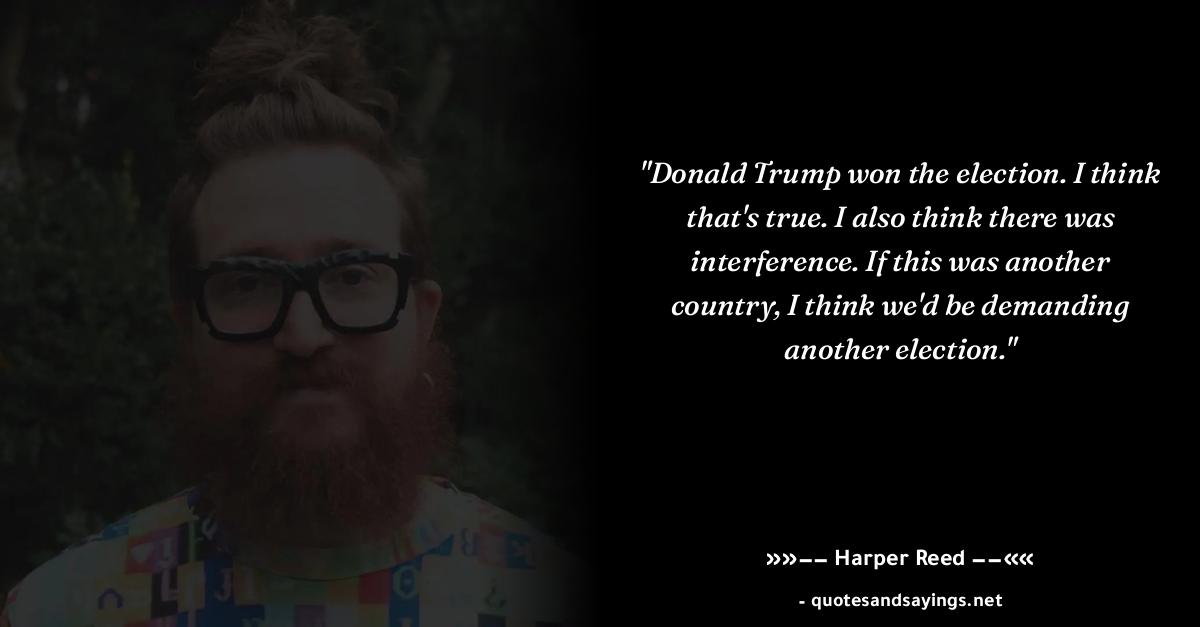 "Donald Trump won the election. I think
that's true. I also think there was
interference. If this was another
country, I think we'd be demanding
another election."
»»−− Harper Reed −−««
- quotesandsayings.net